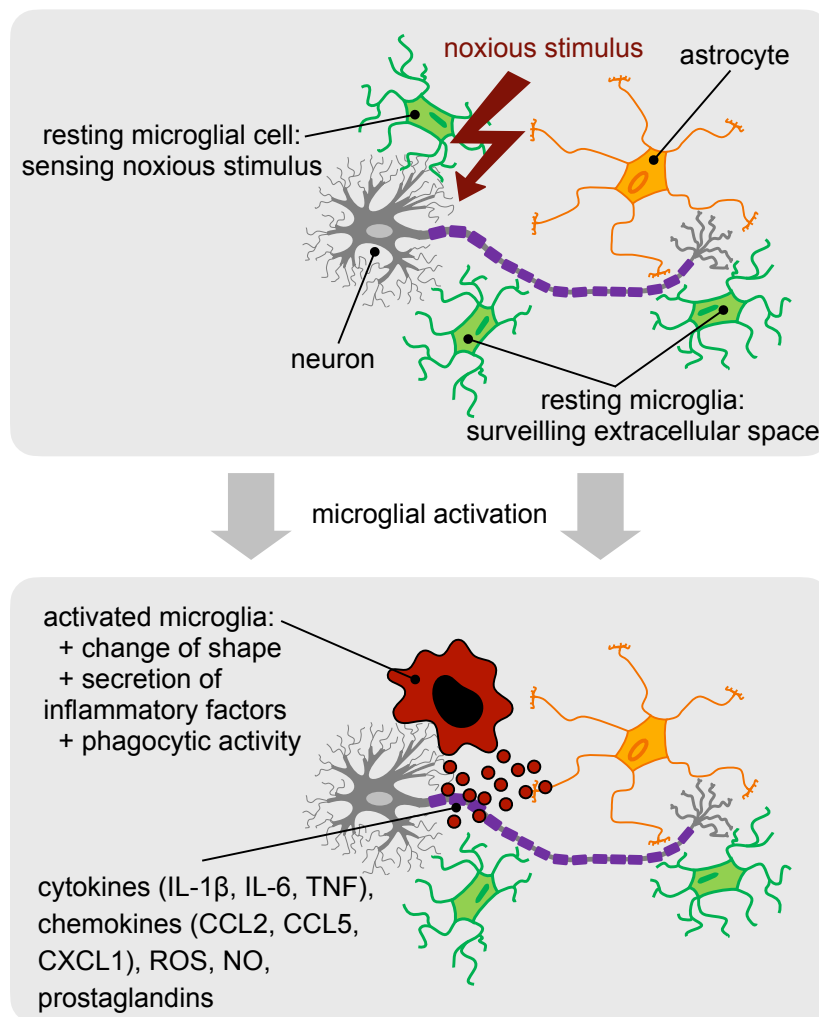 noxious stimulus
astrocyte
resting microglial cell:
sensing noxious stimulus
neuron
resting microglia:
surveilling extracellular space
microglial activation
activated microglia:
+ change of shape
+ secretion of
inflammatory factors
+ phagocytic activity
cytokines (IL-1β, IL-6, TNF),
chemokines (CCL2, CCL5,
CXCL1), ROS, NO,
prostaglandins